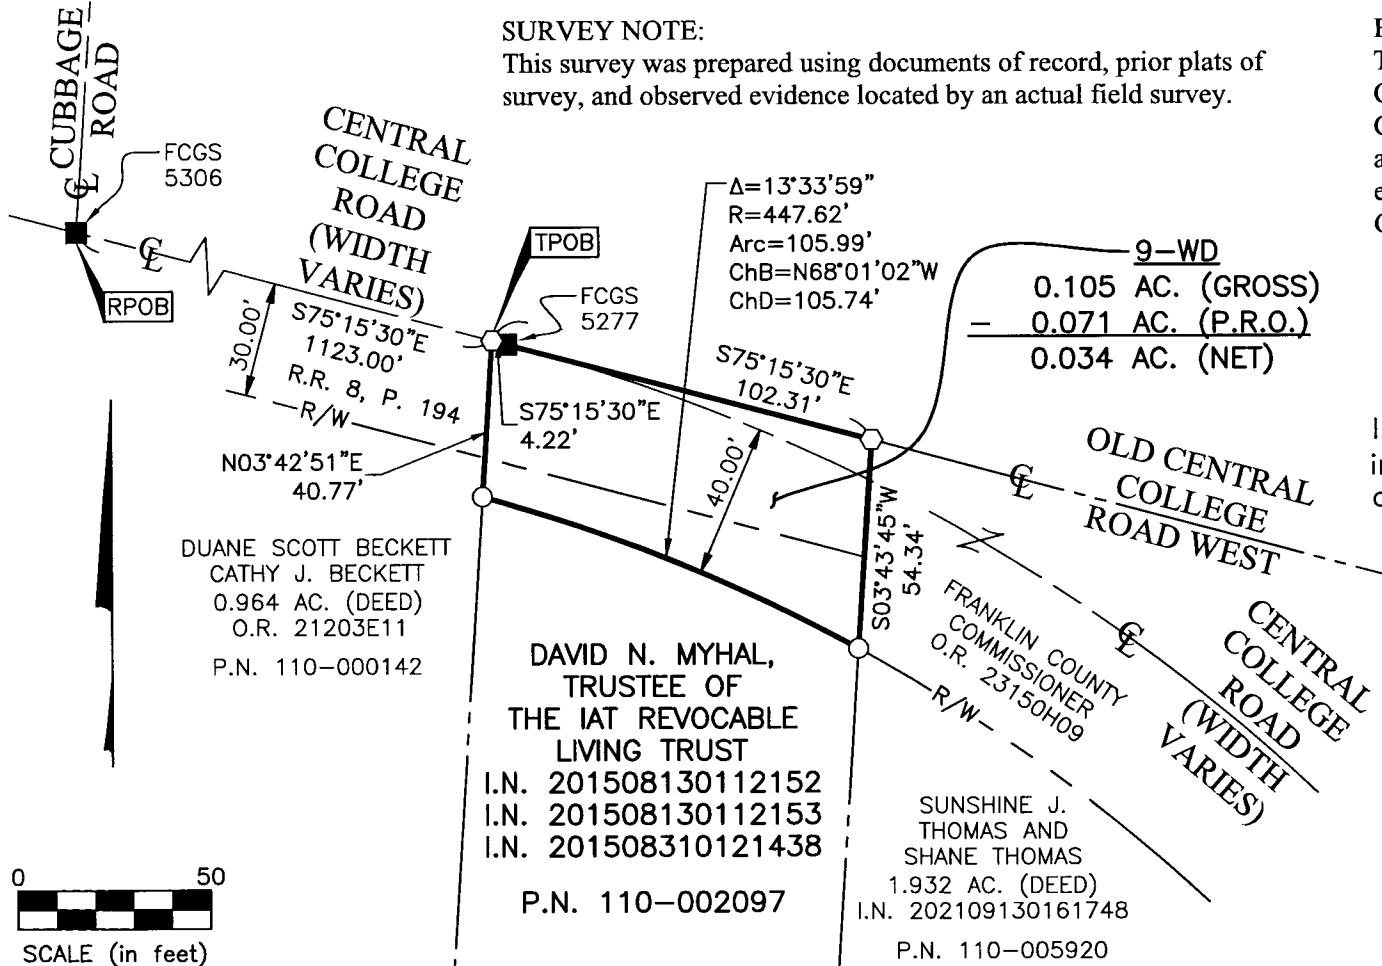 SURVEY NOTE:
This survey was prepared using documents of record, prior plats of
survey, and observed evidence located by an actual field survey.
CUBBAGE
ROAD
℄
FCGS
5306
RPOB
℄
CENTRAL
COLLEGE
ROAD
(WIDTH
VARIES)
30.00'
S75°15'30"E
1123.00'
R.R. 8, P. 194
R/W
TPOB
FCGS
5277
Δ=13°33'59"
R=447.62'
Arc=105.99'
ChB=N68°01'02"W
ChD=105.74'
9-WD
0.105 AC. (GROSS)
- 0.071 AC. (P.R.O.)
0.034 AC. (NET)
S75°15'30"E
102.31'
S75°15'30"E
4.22'
N03°42'51"E
40.77'
40.00'
S03°43'45"W
54.34'
℄
OLD CENTRAL
COLLEGE
ROAD WEST
℄
CENTRAL
COLLEGE
ROAD
(WIDTH
VARIES)
FRANKLIN COUNTY
COMMISSIONER
O.R. 23150H09
R/W
DUANE SCOTT BECKETT
CATHY J. BECKETT
0.964 AC. (DEED)
O.R. 21203E11
P.N. 110-000142
DAVID N. MYHAL,
TRUSTEE OF
THE IAT REVOCABLE
LIVING TRUST
I.N. 201508130112152
I.N. 201508130112153
I.N. 201508310121438
P.N. 110-002097
SUNSHINE J.
THOMAS AND
SHANE THOMAS
1.932 AC. (DEED)
I.N. 202109130161748
P.N. 110-005920
0 50
SCALE (in feet)